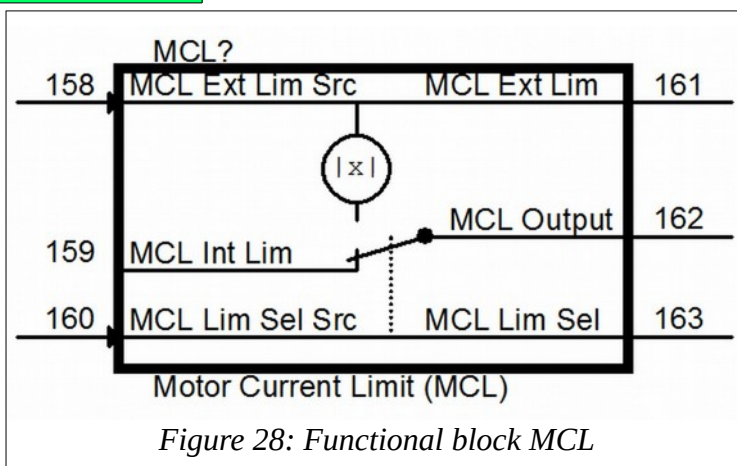 MCL?
158 MCL Ext Lim Src MCL Ext Lim 161
|x|
MCL Output 162
159 MCL Int Lim
160 MCL Lim Sel Src MCL Lim Sel 163
Motor Current Limit (MCL)
Figure 28: Functional block MCL